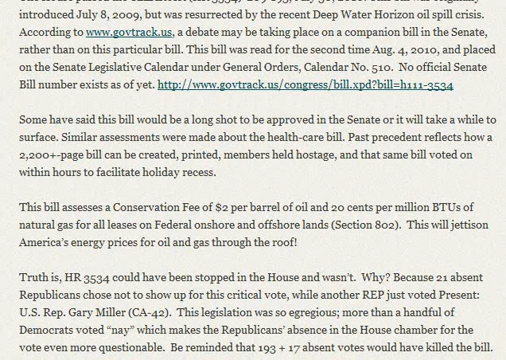 introduced July 8, 2009, but was resurrected by the recent Deep Water Horizon oil spill crisis.
According to www.govtrack.us, a debate may be taking place on a companion bill in the Senate,
rather than on this particular bill. This bill was read for the second time Aug. 4, 2010, and placed
on the Senate Legislative Calendar under General Orders, Calendar No. 510.  No official Senate
Bill number exists as of yet. http://www.govtrack.us/congress/bill.xpd?bill=h111-3534
Some have said this bill would be a long shot to be approved in the Senate or it will take a while to
surface. Similar assessments were made about the health-care bill. Past precedent reflects how a
2,200+-page bill can be created, printed, members held hostage, and that same bill voted on
within hours to facilitate holiday recess.
This bill assesses a Conservation Fee of $2 per barrel of oil and 20 cents per million BTUs of
natural gas for all leases on Federal onshore and offshore lands (Section 802).  This will jettison
America's energy prices for oil and gas through the roof!
Truth is, HR 3534 could have been stopped in the House and wasn't.  Why? Because 21 absent
Republicans chose not to show up for this critical vote, while another REP just voted Present:
U.S. Rep. Gary Miller (CA-42).  This legislation was so egregious; more than a handful of
Democrats voted "nay" which makes the Republicans' absence in the House chamber for the
vote even more questionable.  Be reminded that 193 + 17 absent votes would have killed the bill.